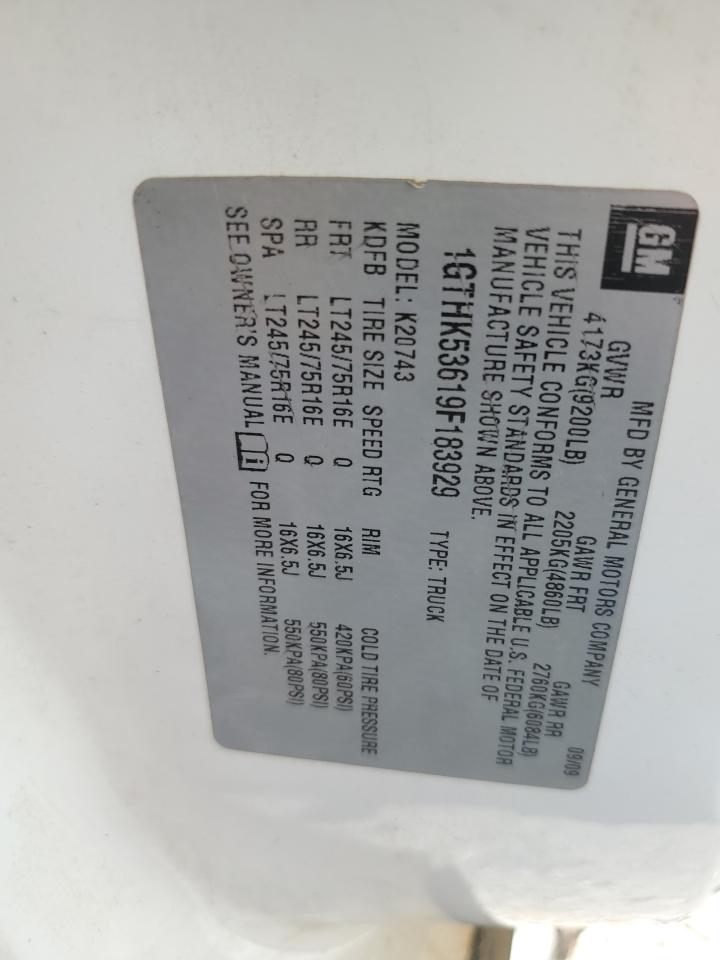 GM
MFD BY GENERAL MOTORS COMPANY 09/09
GVWR GAWR FRT GAWR RR
4173KG(9200LB) 2205KG(4860LB) 2760KG(6084LB)
THIS VEHICLE CONFORMS TO ALL APPLICABLE U.S. FEDERAL MOTOR
VEHICLE SAFETY STANDARDS IN EFFECT ON THE DATE OF
MANUFACTURE SHOWN ABOVE.
1GTHK53619F183929 TYPE: TRUCK
MODEL: K20743
KDFB TIRE SIZE SPEED RTG RIM COLD TIRE PRESSURE
FRT LT245/75R16E Q 16X6.5J 420KPA(60PSI)
RR LT245/75R16E Q 16X6.5J 550KPA(80PSI)
SPA LT245/75R16E Q 16X6.5J 550KPA(80PSI)
SEE OWNER'S MANUAL FOR MORE INFORMATION.